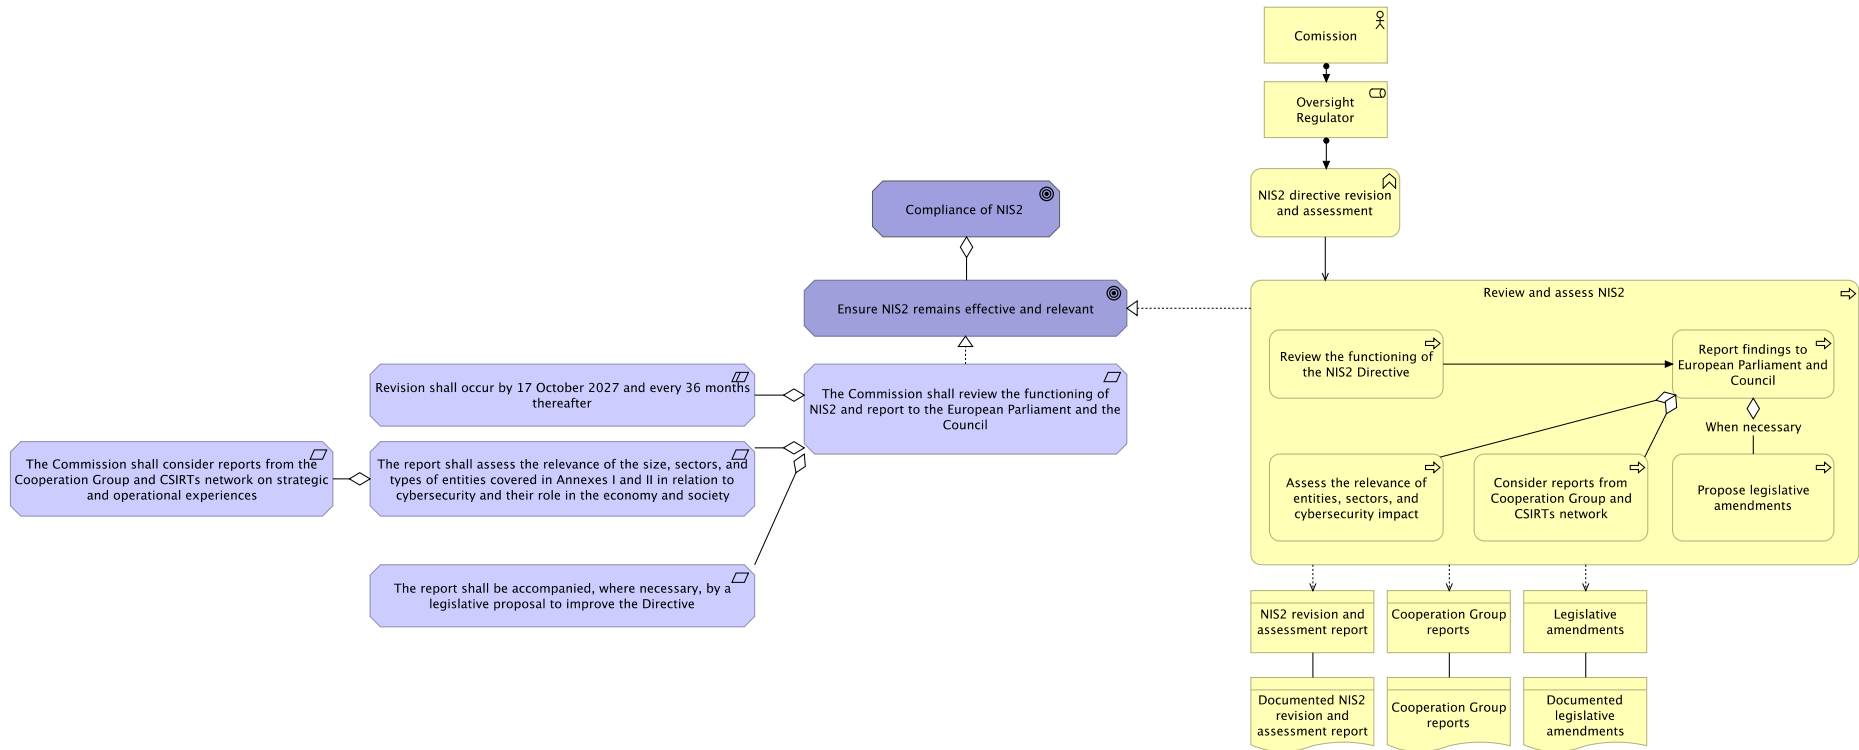 Comission
Oversight
Regulator
NIS2 directive revision
and assessment
Compliance of NIS2
Ensure NIS2 remains effective and relevant
Revision shall occur by 17 October 2027 and every 36 months
thereafter
The Commission shall review the functioning of
NIS2 and report to the European Parliament and the
Council
The Commission shall consider reports from the
Cooperation Group and CSIRTs network on strategic
and operational experiences
The report shall assess the relevance of the size, sectors, and
types of entities covered in Annexes I and II in relation to
cybersecurity and their role in the economy and society
The report shall be accompanied, where necessary, by a
legislative proposal to improve the Directive
Review and assess NIS2
Review the functioning of
the NIS2 Directive
Report findings to
European Parliament and
Council
When necessary
Assess the relevance of
entities, sectors, and
cybersecurity impact
Consider reports from
Cooperation Group and
CSIRTs network
Propose legislative
amendments
NIS2 revision and
assessment report
Cooperation Group
reports
Legislative
amendments
Documented NIS2
revision and
assessment report
Cooperation Group
reports
Documented
legislative
amendments